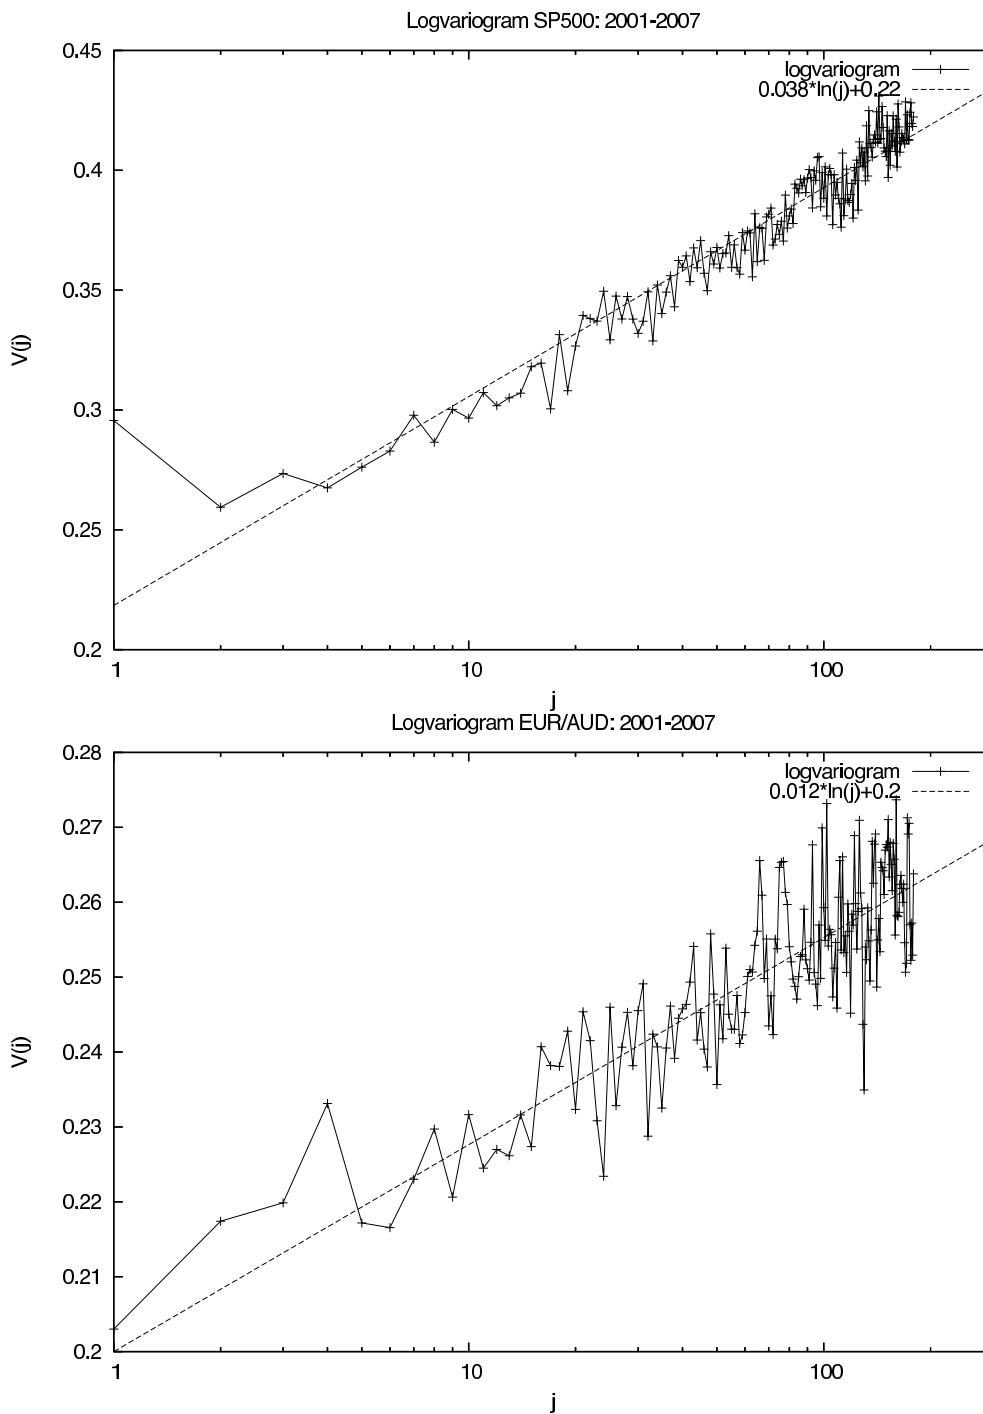 Logvariogram SP500: 2001-2007
0.45
logvariogram
0.038*ln(j)+0.22
0.4
0.35
V(j)
0.3
0.25
0.2
1
10
100
j
Logvariogram EUR/AUD: 2001-2007
0.28
logvariogram
0.012*ln(j)+0.2
0.27
0.26
0.25
V(j)
0.24
0.23
0.22
0.21
0.2
1
10
100
j